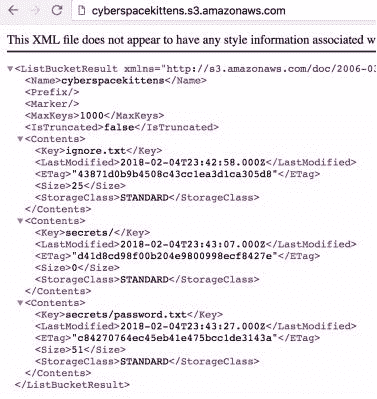 cyberspacekittens.s3.amazonaws.com
This XML file does not appear to have any style information associated w
▼<ListBucketResult xmlns="http://s3.amazonaws.com/doc/2006-03
<Name>cyberspacekittens</Name>
<Prefix/>
<Marker/>
<MaxKeys>1000</MaxKeys>
<IsTruncated>false</IsTruncated>
▼<Contents>
<Key>ignore.txt</Key>
<LastModified>2018-02-04T23:42:58.000Z</LastModified>
<ETag>"43871d0b9b4508c43cc1ea3d1ca305d8"</ETag>
<Size>25</Size>
<StorageClass>STANDARD</StorageClass>
</Contents>
▼<Contents>
<Key>secrets/</Key>
<LastModified>2018-02-04T23:43:07.000Z</LastModified>
<ETag>"d41d8cd98f00b204e9800998ecf8427e"</ETag>
<Size>0</Size>
<StorageClass>STANDARD</StorageClass>
</Contents>
▼<Contents>
<Key>secrets/password.txt</Key>
<LastModified>2018-02-04T23:43:27.000Z</LastModified>
<ETag>"c84270764ec45eb41e475bcc1de3143a"</ETag>
<Size>51</Size>
<StorageClass>STANDARD</StorageClass>
</Contents>
</ListBucketResult>